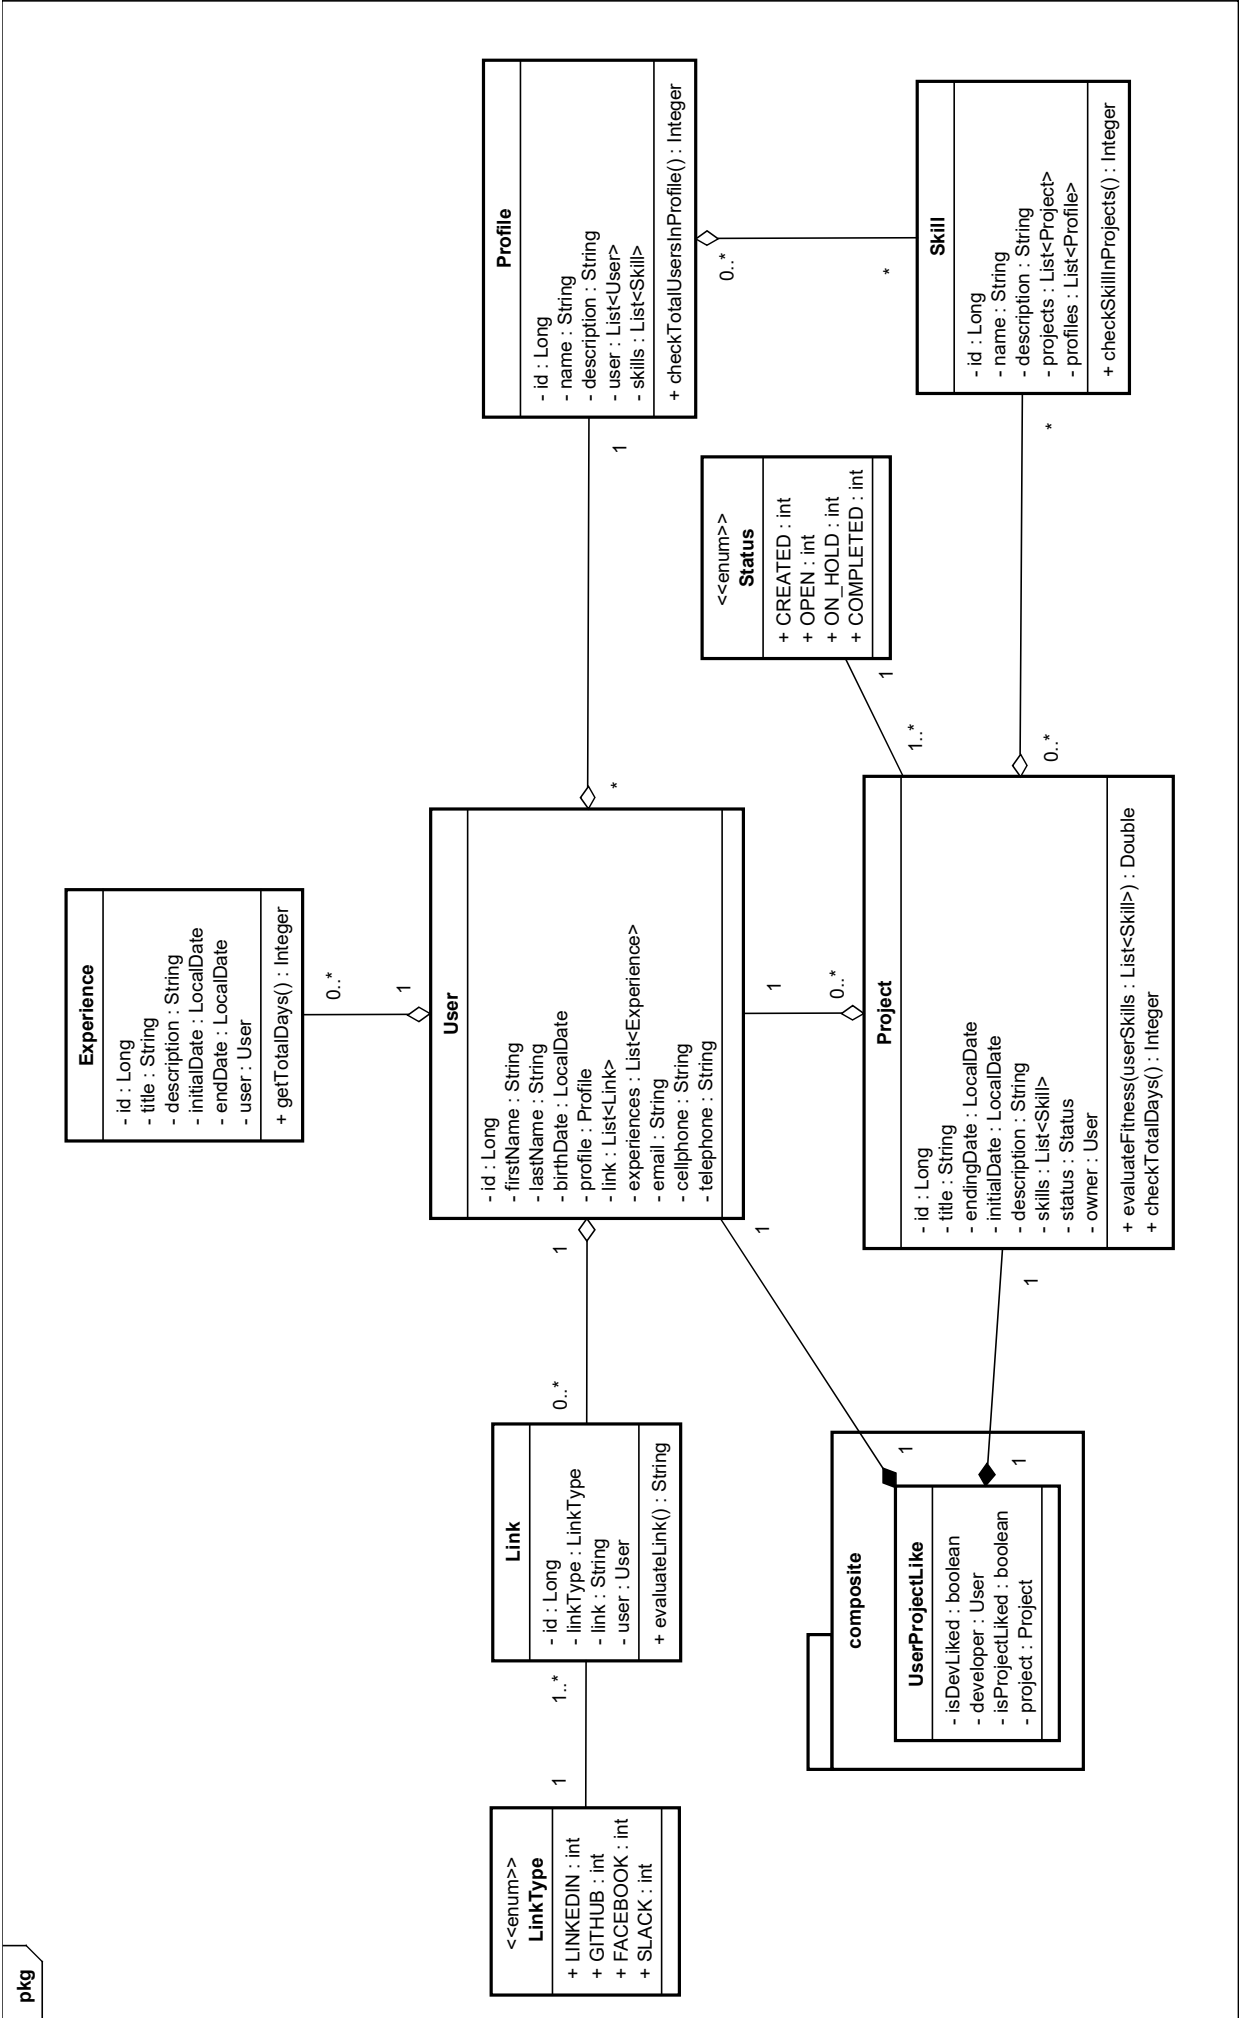 pkg
Experience
- id : Long
- title : String
- description : String
- initialDate : LocalDate
- endDate : LocalDate
- user : User
+ getTotalDays() : Integer
0..*
1
<<enum>>
LinkType
+ LINKEDIN : int
+ GITHUB : int
+ FACEBOOK : int
+ SLACK : int
1
1..*
Link
- id : Long
- linkType : LinkType
- link : String
- user : User
+ evaluateLink() : String
0..*
1
User
- id : Long
- firstName : String
- lastName : String
- birthDate : LocalDate
- profile : Profile
- link : List<Link>
- experiences : List<Experience>
- email : String
- cellphone : String
- telephone : String
*
1
Profile
- id : Long
- name : String
- description : String
- user : List<User>
- skills : List<Skill>
+ checkTotalUsersInProfile() : Integer
0..*
*
<<enum>>
Status
+ CREATED : int
+ OPEN : int
+ ON_HOLD : int
+ COMPLETED : int
1
1..*
1
1
0..*
composite
UserProjectLike
- isDevLiked : boolean
- developer : User
- isProjectLiked : boolean
- project : Project
1
1
1
Project
- id : Long
- title : String
- endingDate : LocalDate
- initialDate : LocalDate
- description : String
- skills : List<Skill>
- status : Status
- owner : User
+ evaluateFitness(userSkills : List<Skill>) : Double
+ checkTotalDays() : Integer
0..*
*
Skill
- id : Long
- name : String
- description : String
- projects : List<Project>
- profiles : List<Profile>
+ checkSkillInProjects() : Integer